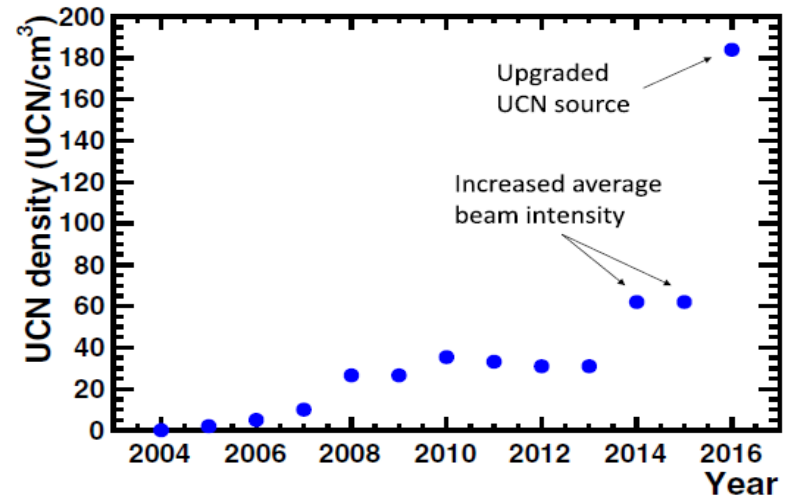 200
180
160
140
120
100
80
60
40
20
0
UCN density (UCN/cm³)
Upgraded
UCN source
Increased average
beam intensity
2004 2006 2008 2010 2012 2014 2016
Year